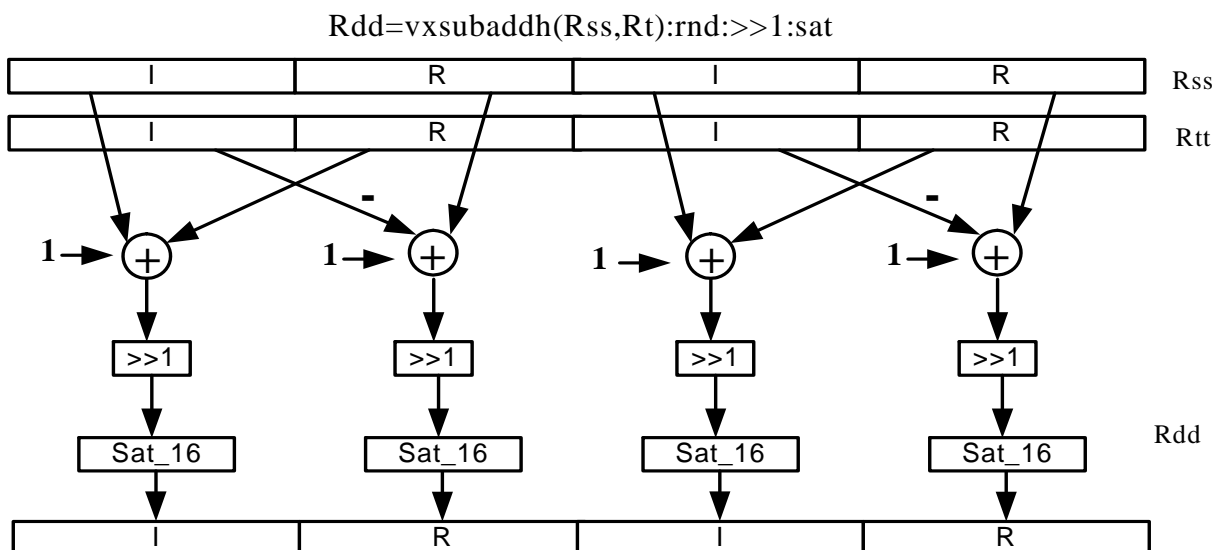 Rdd=vxsubaddh(Rss,Rt):rnd:>>1:sat
I R I R Rss
I R I R Rtt
- -
1 + 1 + 1 + 1 +
>>1 >>1 >>1 >>1
Sat_16 Sat_16 Sat_16 Sat_16 Rdd
I R I R